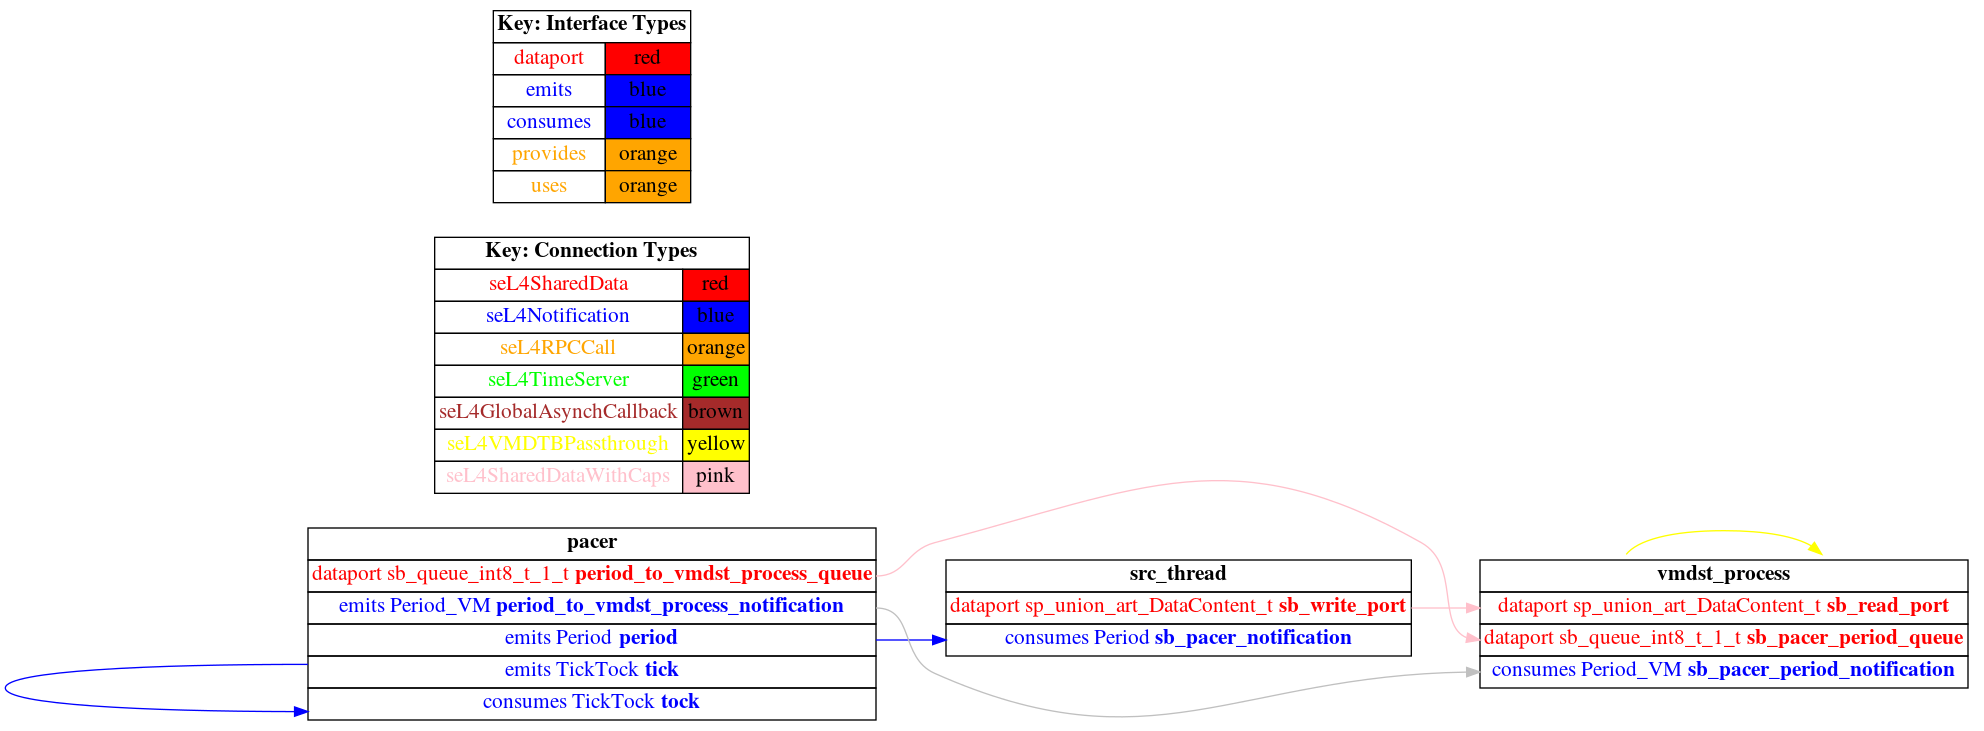 Key: Interface Types
dataport red
emits blue
consumes blue
provides orange
uses orange
Key: Connection Types
seL4SharedData red
seL4Notification blue
seL4RPCCall orange
seL4TimeServer green
seL4GlobalAsynchCallback brown
seL4VMDTBPassthrough yellow
seL4SharedDataWithCaps pink
pacer
dataport sb_queue_int8_t_1_t period_to_vmdst_process_queue
emits Period_VM period_to_vmdst_process_notification
emits Period period
emits TickTock tick
consumes TickTock tock
src_thread
dataport sp_union_art_DataContent_t sb_write_port
consumes Period sb_pacer_notification
vmdst_process
dataport sp_union_art_DataContent_t sb_read_port
dataport sb_queue_int8_t_1_t sb_pacer_period_queue
consumes Period_VM sb_pacer_period_notification